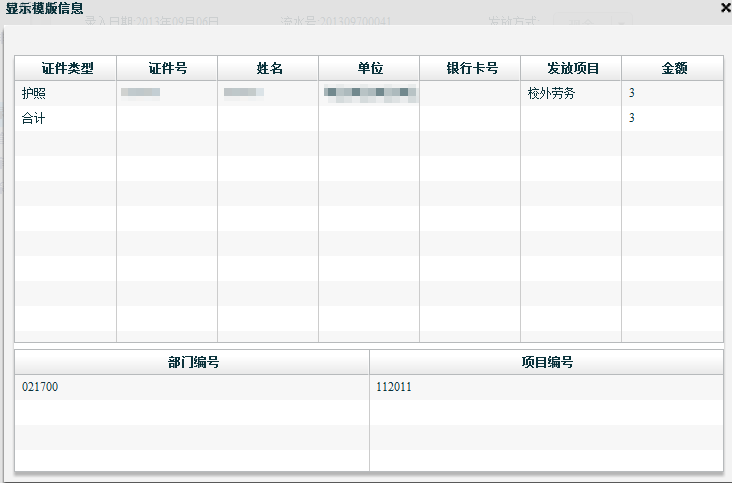 显示模版信息
录入日期:2013年09月06日 流水号:201309700041 发放方式
证件类型 证件号 姓名 单位 银行卡号 发放项目 金额
护照 校外劳务 3
合计 3
部门编号 项目编号
021700 112011